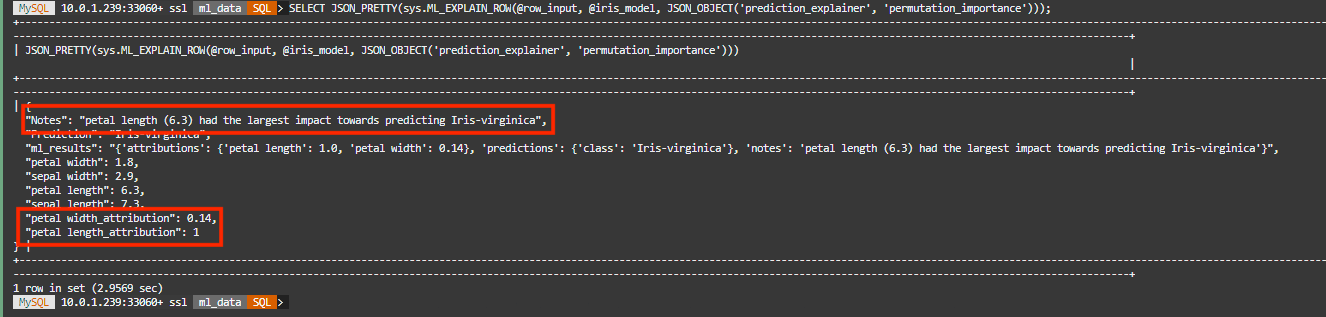 MySQL 10.0.1.239:33060+ ssl ml_data SQL > SELECT JSON_PRETTY(sys.ML_EXPLAIN_ROW(@row_input, @iris_model, JSON_OBJECT('prediction_explainer', 'permutation_importance')));
| JSON_PRETTY(sys.ML_EXPLAIN_ROW(@row_input, @iris_model, JSON_OBJECT('prediction_explainer', 'permutation_importance')))
|
| {
"Notes": "petal length (6.3) had the largest impact towards predicting Iris-virginica",
"Prediction": "Iris-virginica",
"ml_results": "{'attributions': {'petal length': 1.0, 'petal width': 0.14}, 'predictions': {'class': 'Iris-virginica'}, 'notes': 'petal length (6.3) had the largest impact towards predicting Iris-virginica'}",
"petal width": 1.8,
"sepal width": 2.9,
"petal length": 6.3,
"sepal length": 7.3,
"petal width_attribution": 0.14,
"petal length_attribution": 1
} |
1 row in set (2.9569 sec)
MySQL 10.0.1.239:33060+ ssl ml_data SQL >